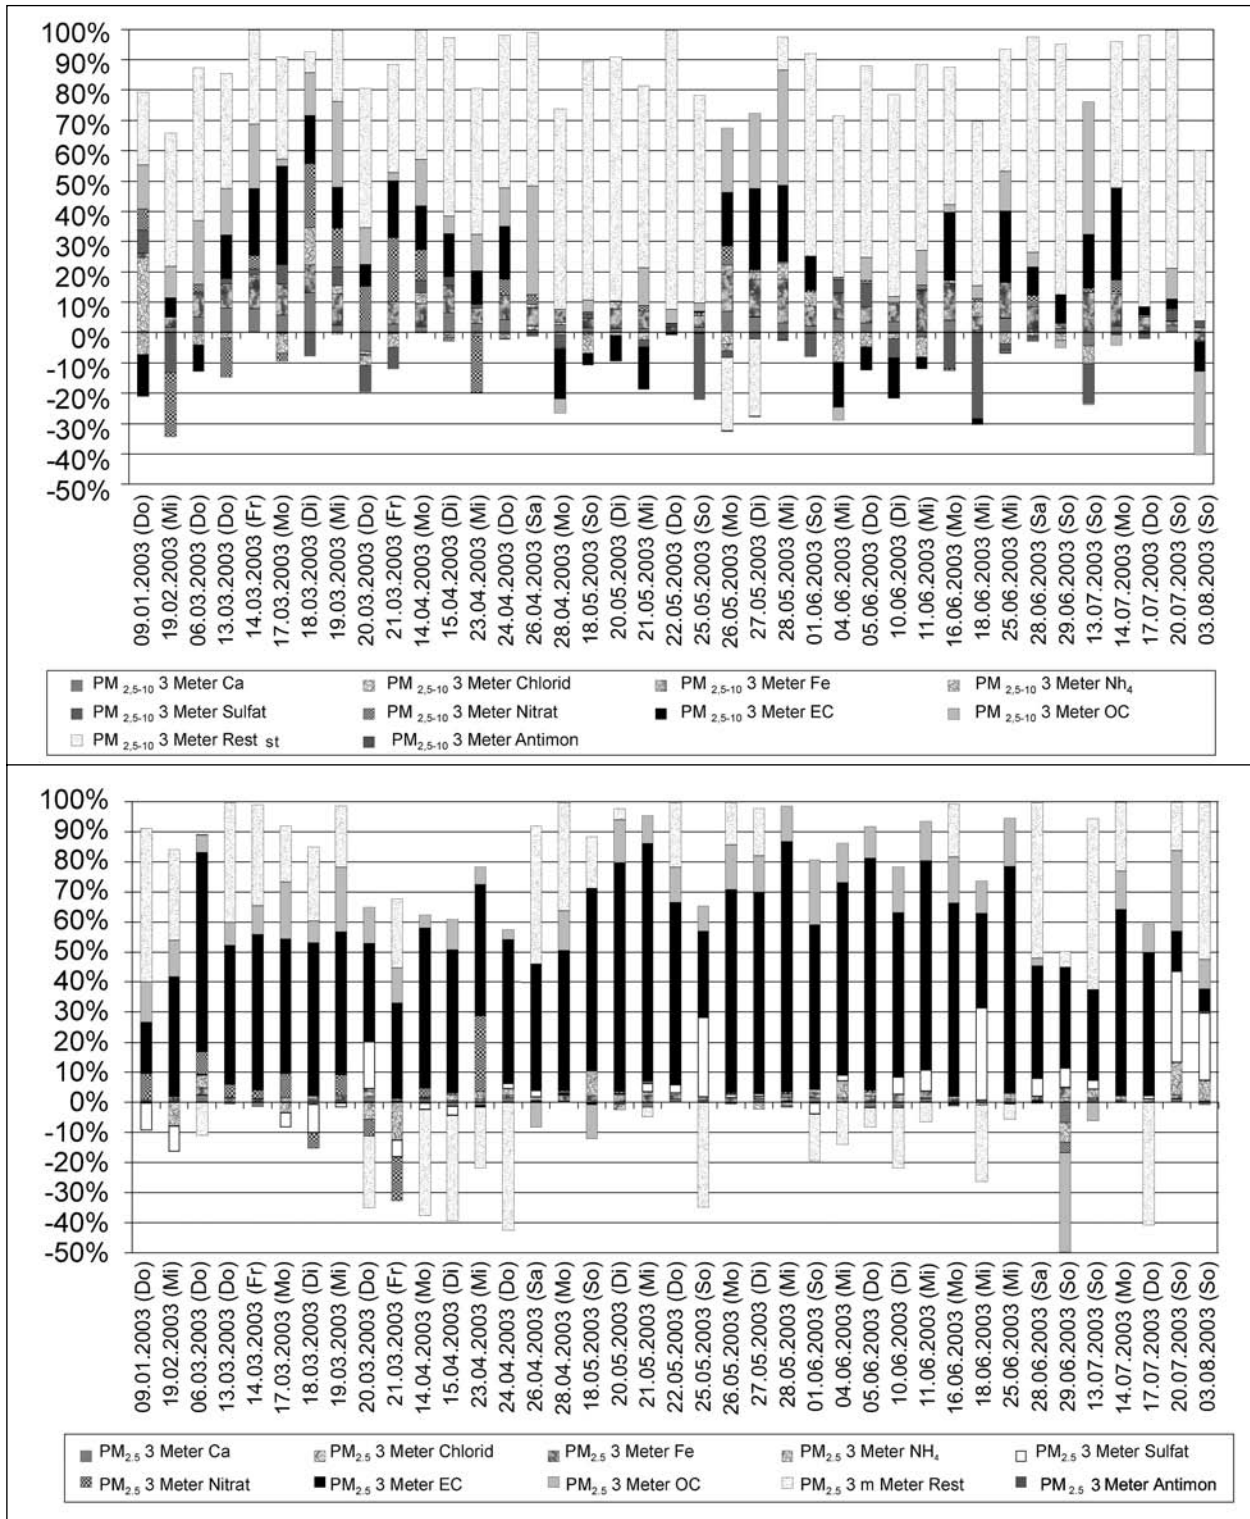 100%
90%
80%
70%
60%
50%
40%
30%
20%
10%
0%
-10%
-20%
-30%
-40%
-50%
09.01.2003 (Do)
19.02.2003 (Mi)
06.03.2003 (Do)
13.03.2003 (Do)
14.03.2003 (Fr)
17.03.2003 (Mo)
18.03.2003 (Di)
19.03.2003 (Mi)
20.03.2003 (Do)
21.03.2003 (Fr)
14.04.2003 (Mo)
15.04.2003 (Di)
23.04.2003 (Mi)
24.04.2003 (Do)
26.04.2003 (Sa)
28.04.2003 (Mo)
18.05.2003 (So)
20.05.2003 (Di)
21.05.2003 (Mi)
22.05.2003 (Do)
25.05.2003 (So)
26.05.2003 (Mo)
27.05.2003 (Di)
28.05.2003 (Mi)
01.06.2003 (So)
04.06.2003 (Mi)
05.06.2003 (Do)
10.06.2003 (Di)
11.06.2003 (Mi)
16.06.2003 (Mo)
18.06.2003 (Mi)
25.06.2003 (Mi)
28.06.2003 (Sa)
29.06.2003 (So)
13.07.2003 (So)
14.07.2003 (Mo)
17.07.2003 (Do)
20.07.2003 (So)
03.08.2003 (So)
PM 2,5-10 3 Meter Ca PM 2,5-10 3 Meter Chlorid PM 2,5-10 3 Meter Fe PM 2,5-10 3 Meter Nh4
PM 2,5-10 3 Meter Sulfat PM 2,5-10 3 Meter Nitrat PM 2,5-10 3 Meter EC PM 2,5-10 3 Meter OC
PM 2,5-10 3 Meter Rest st PM2,5-10 3 Meter Antimon
100%
90%
80%
70%
60%
50%
40%
30%
20%
10%
0%
-10%
-20%
-30%
-40%
-50%
09.01.2003 (Do)
19.02.2003 (Mi)
06.03.2003 (Do)
13.03.2003 (Do)
14.03.2003 (Fr)
17.03.2003 (Mo)
18.03.2003 (Di)
19.03.2003 (Mi)
20.03.2003 (Do)
21.03.2003 (Fr)
14.04.2003 (Mo)
15.04.2003 (Di)
23.04.2003 (Mi)
24.04.2003 (Do)
26.04.2003 (Sa)
28.04.2003 (Mo)
18.05.2003 (So)
20.05.2003 (Di)
21.05.2003 (Mi)
22.05.2003 (Do)
25.05.2003 (So)
26.05.2003 (Mo)
27.05.2003 (Di)
28.05.2003 (Mi)
01.06.2003 (So)
04.06.2003 (Mi)
05.06.2003 (Do)
10.06.2003 (Di)
11.06.2003 (Mi)
16.06.2003 (Mo)
18.06.2003 (Mi)
25.06.2003 (Mi)
28.06.2003 (Sa)
29.06.2003 (So)
13.07.2003 (So)
14.07.2003 (Mo)
17.07.2003 (Do)
20.07.2003 (So)
03.08.2003 (So)
PM2.5 3 Meter Ca PM2.5 3 Meter Chlorid PM2.5 3 Meter Fe PM2.5 3 Meter NH4 PM2.5 3 Meter Sulfat
PM2.5 3 Meter Nitrat PM2.5 3 Meter EC PM2.5 3 Meter OC PM2.5 3 m Meter Rest PM2.5 3 Meter Antimon